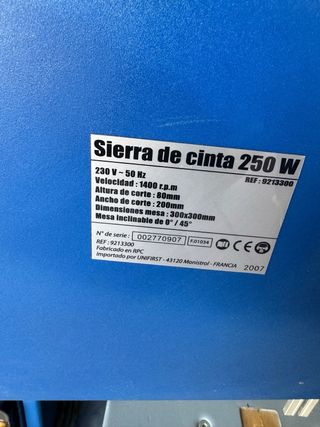 Sierra de cinta 250 W
REF : 9213300
230 V ~ 50 Hz
Velocidad : 1400 r.p.m
Altura de corte : 80mm
Ancho de corte : 200mm
Dimensiones mesa : 300x300mm
Mesa inclinable de 0° / 45°
N° de serie : 002770907 F.01034
REF : 9213300
Fabricado en RPC
Importado por UNIFIRST - 43120 Monistrol - FRANCIA 2007